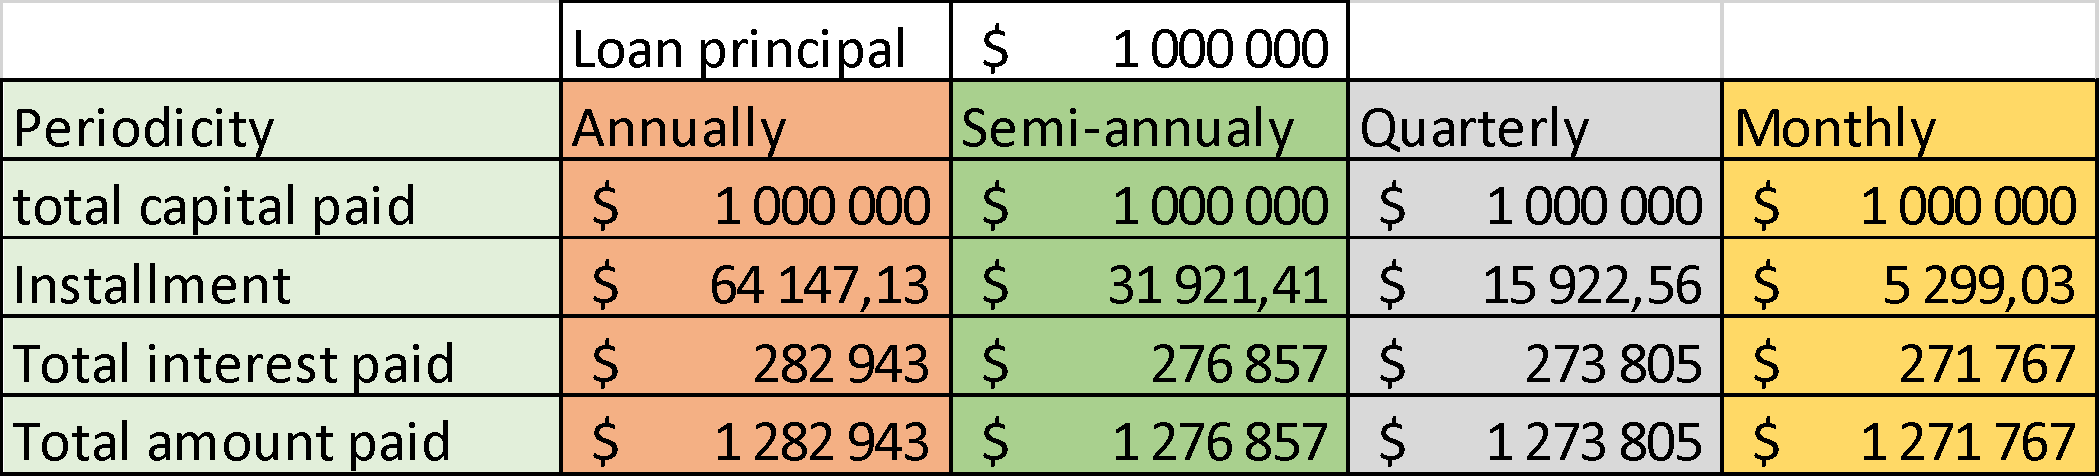 Loan principal $ 1 000 000
Periodicity Annually Semi-annualy Quarterly Monthly
total capital paid $ 1 000 000 $ 1 000 000 $ 1 000 000 $ 1 000 000
Installment $ 64 147,13 $ 31 921,41 $ 15 922,56 $ 5 299,03
Total interest paid $ 282 943 $ 276 857 $ 273 805 $ 271 767
Total amount paid $ 1 282 943 $ 1 276 857 $ 1 273 805 $ 1 271 767